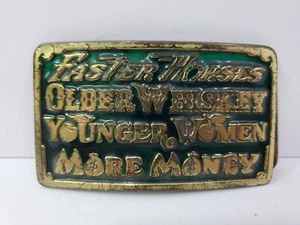 FASTER HORSES
OLDER WHISKEY
YOUNGER WOMEN
MORE MONEY